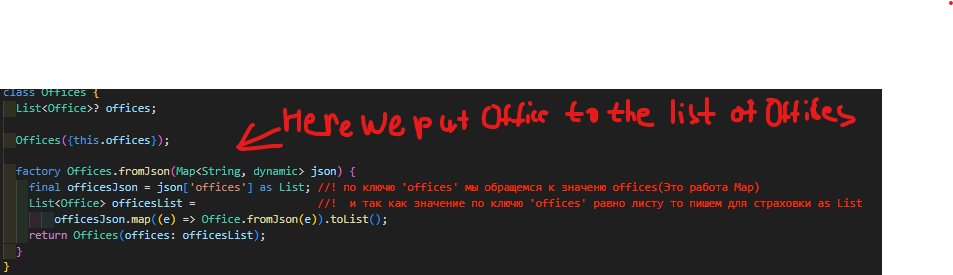 class Offices {
List<Office>? offices;
Here we put Office to the list of Offices
Offices({this.offices});
factory Offices.fromJson(Map<String, dynamic> json) {
final officesJson = json['offices'] as List; //! по ключю 'offices' мы обращемся к значеню offices(Это работа Map)
List<Office> officesList = //! и так как значение по ключю 'offices' равно листу то пишем для страховки as List
officesJson.map((e) => Office.fromJson(e)).toList();
return Offices(offices: officesList);
}
}